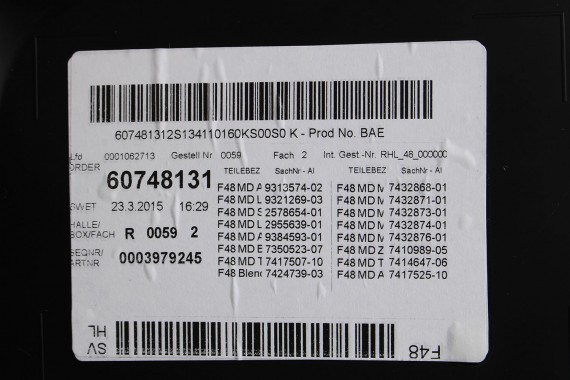 607481312S134110160KS00S0 K - Prod No. BAE
Lfd 0001062713 Gestell Nr 0059 Fach 2 Int. Gest.-Nr. RHL_48_000000
ORDER 60748131
TEILEBEZ SachNr - AI TEILEBEZ SachNr - AI
F48 MD A 9313574-02 F48 MD M 7432868-01
F48 MD L 9321269-03 F48 MD M 7432871-01
SWET 23.3.2015 16:29 F48 MD S 2578654-01 F48 MD M 7432873-01
HALLE/ F48 MD L 2955639-01 F48 MD M 7432874-01
BOX/FACH R 0059 2 F48 MD A 9384593-01 F48 MD M 7432876-01
SEQNR/ F48 MD E 7350523-07 F48 MD Z 7410989-05
ARTNR 0003979245 F48 MD T 7417507-10 F48 MD T 7414647-06
F48 Blend 7424739-03 F48 MD A 7417525-10
SV
HL
F48